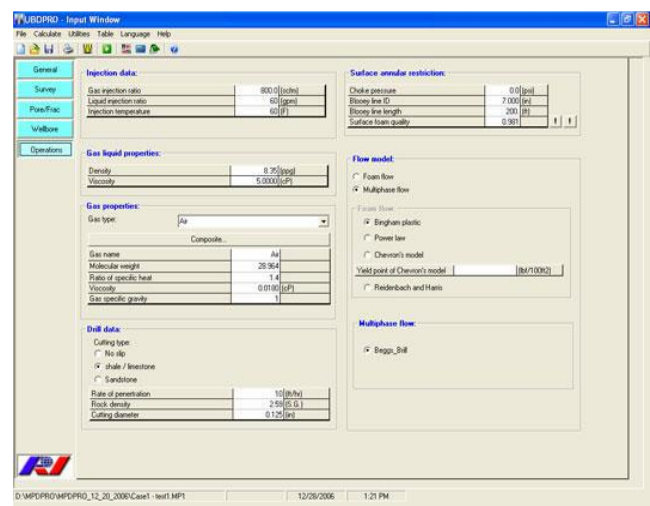 UBDPRO - Input Window
File Calculate Utilities Table Language Help
General
Survey
Pore/Frac
Wellbore
Operations
Injection data:
Gas injection ratio 800.0 (scfm)
Liquid injection ratio 60 (gpm)
Injection temperature 60 (F)
Gas liquid properties:
Density 8.35 (ppg)
Viscosity 5.0000 (cP)
Gas properties:
Gas type: Air
Composite...
Gas name Air
Molecular weight 28.964
Ratio of specific heat 1.4
Viscosity 0.0180 (cP)
Gas specific gravity 1
Drill data:
Cutting type:
No slip
shale / limestone
Sandstone
Rate of penentration 10 (ft/hr)
Rock density 2.59 (S.G.)
Cutting diameter 0.125 (in)
Surface annular restriction:
Choke pressure 0.0 (psi)
Blooey line ID 7.000 (in)
Blooey line length 200. (ft)
Surface foam quality 0.981 ! !
Flow model:
Foam flow
Multiphase flow
Foam flow
Bingham plastic
Power law
Chevron's model
Yield point of Chevron's model (lbf/100ft2)
Reidenbach and Harris
Multiphase flow:
Beggs_Brill
D:\MPDPRO\MPDPRO_12_20_2006\Case1 - test1.MP1 12/28/2006 1:21 PM